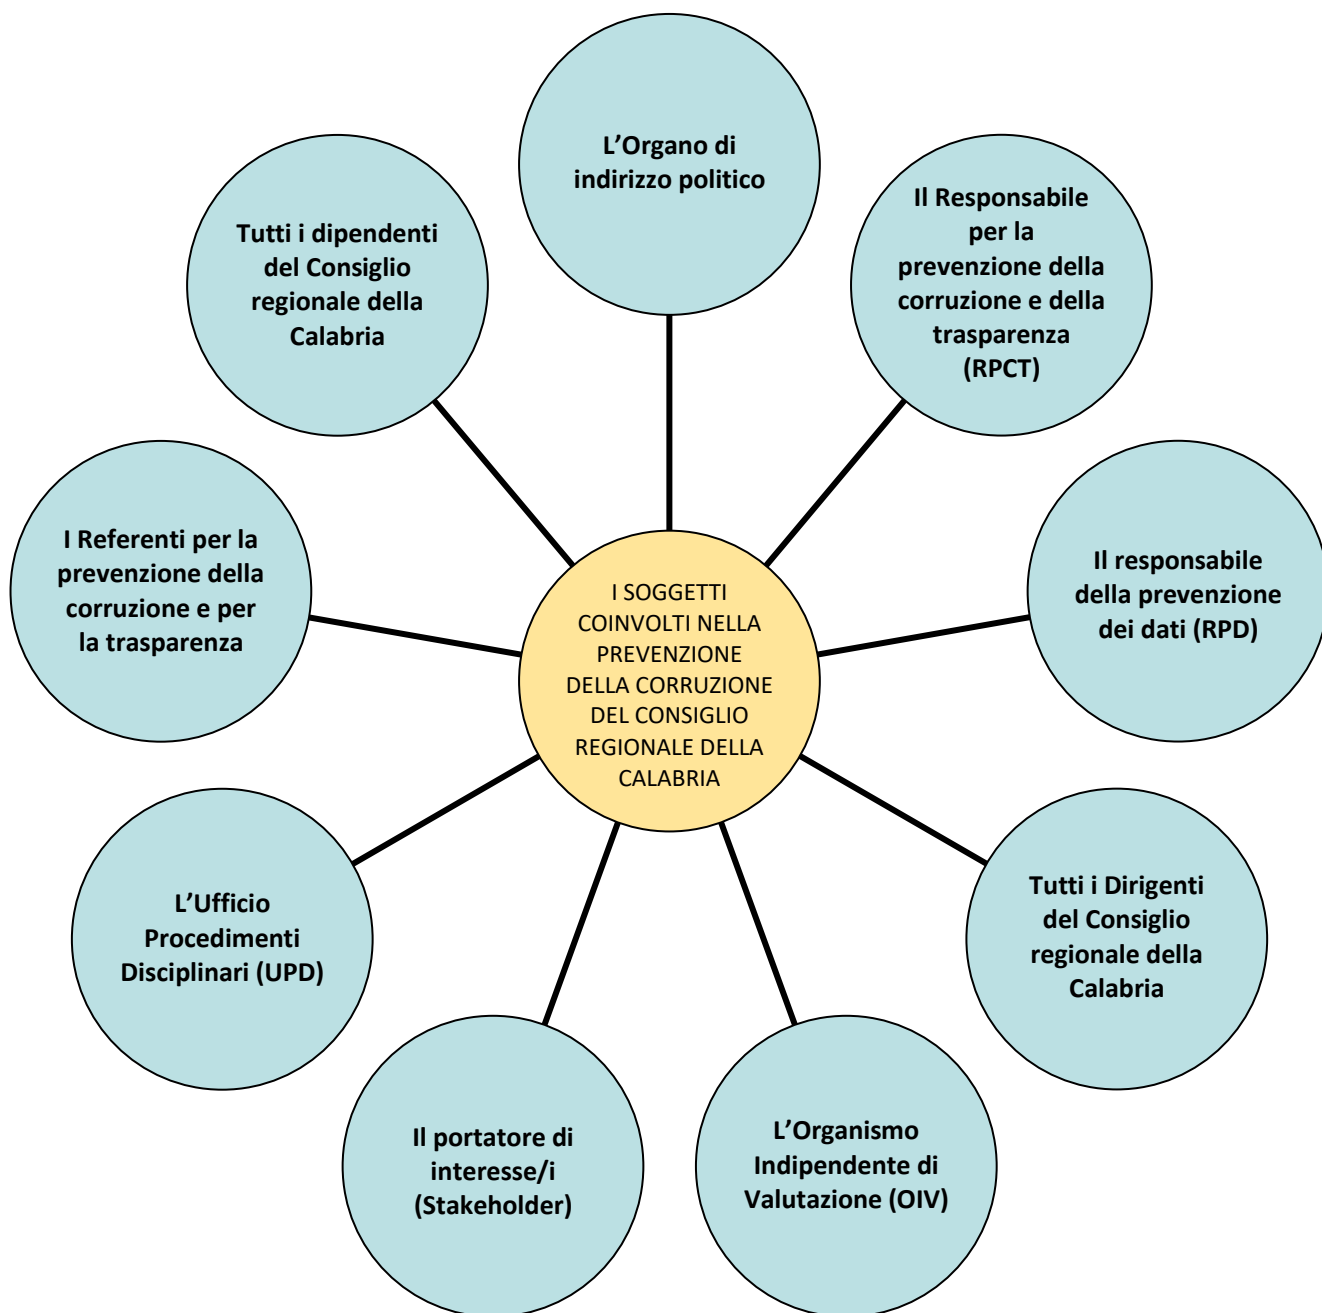 L’Organo di
indirizzo politico
Il Responsabile
per la
prevenzione della
corruzione e della
trasparenza
(RPCT)
Il responsabile
della prevenzione
dei dati (RPD)
Tutti i Dirigenti
del Consiglio
regionale della
Calabria
L’Organismo
Indipendente di
Valutazione (OIV)
Il portatore di
interesse/i
(Stakeholder)
L’Ufficio
Procedimenti
Disciplinari (UPD)
I Referenti per la
prevenzione della
corruzione e per
la trasparenza
Tutti i dipendenti
del Consiglio
regionale della
Calabria
I SOGGETTI
COINVOLTI NELLA
PREVENZIONE
DELLA CORRUZIONE
DEL CONSIGLIO
REGIONALE DELLA
CALABRIA